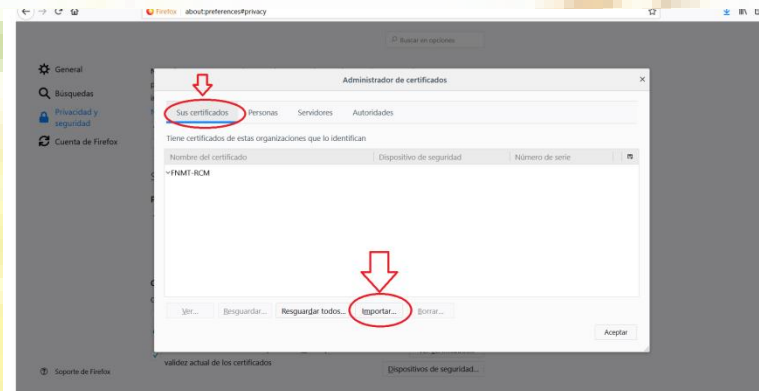 Firefox about:preferences#privacy
Buscar en opciones
General
Búsquedas
Privacidad y
seguridad
Cuenta de Firefox
Administrador de certificados
Sus certificados Personas Servidores Autoridades
Tiene certificados de estas organizaciones que lo identifican
Nombre del certificado Dispositivo de seguridad Número de serie
FNMT-RCM
Ver... Resguardar... Resguardar todos... Importar... Borrar...
Aceptar
validez actual de los certificados
Dispositivos de seguridad...
Soporte de Firefox